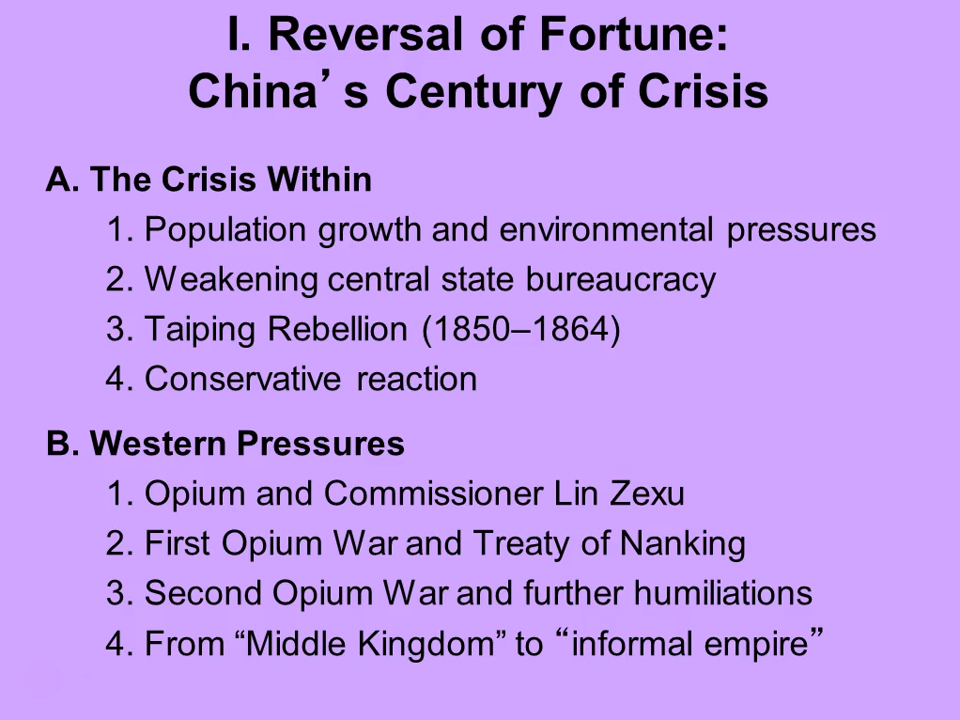 I. Reversal of Fortune:
China’s Century of Crisis
A. The Crisis Within
1. Population growth and environmental pressures
2. Weakening central state bureaucracy
3. Taiping Rebellion (1850–1864)
4. Conservative reaction
B. Western Pressures
1. Opium and Commissioner Lin Zexu
2. First Opium War and Treaty of Nanking
3. Second Opium War and further humiliations
4. From “Middle Kingdom” to “informal empire”